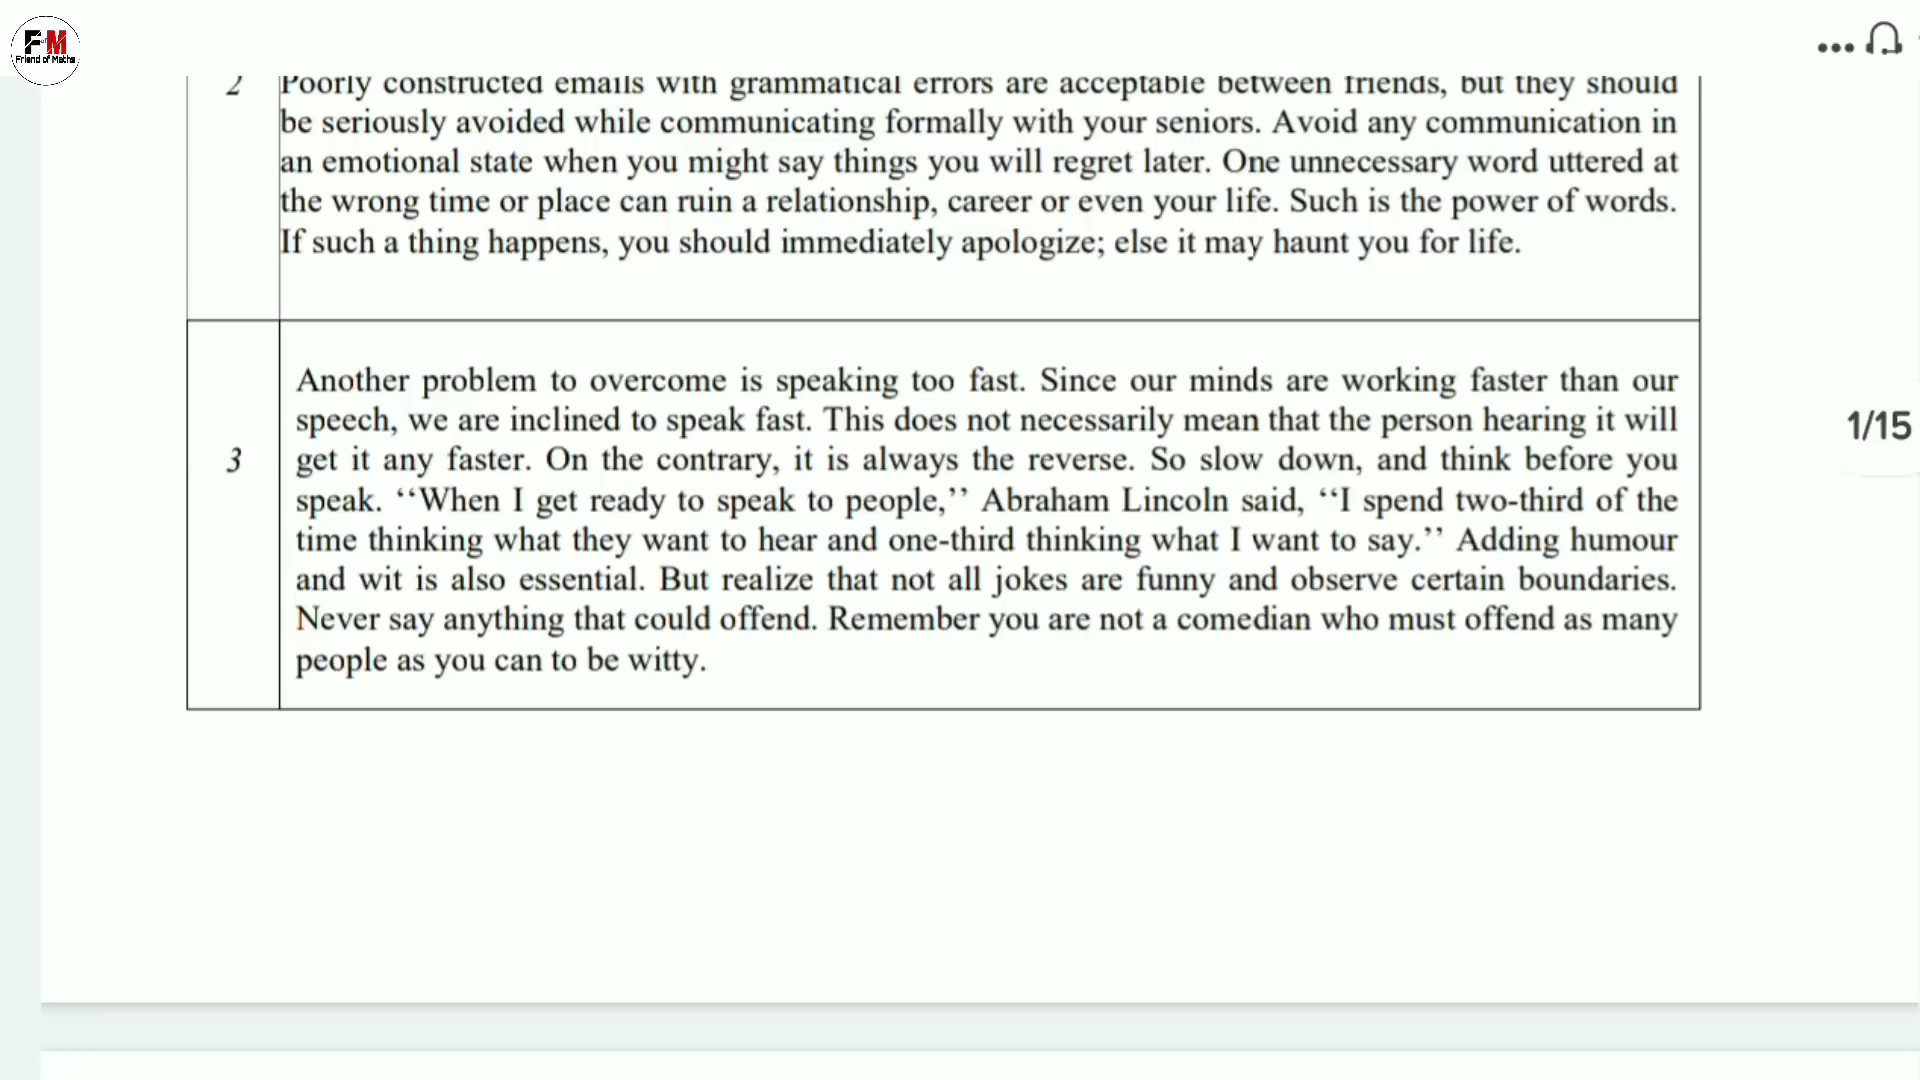 FM
Friend of Maths
2 Poorly constructed emails with grammatical errors are acceptable between friends, but they should
be seriously avoided while communicating formally with your seniors. Avoid any communication in
an emotional state when you might say things you will regret later. One unnecessary word uttered at
the wrong time or place can ruin a relationship, career or even your life. Such is the power of words.
If such a thing happens, you should immediately apologize; else it may haunt you for life.
Another problem to overcome is speaking too fast. Since our minds are working faster than our
speech, we are inclined to speak fast. This does not necessarily mean that the person hearing it will
3 get it any faster. On the contrary, it is always the reverse. So slow down, and think before you
speak. ‘‘When I get ready to speak to people,’’ Abraham Lincoln said, ‘‘I spend two-third of the
time thinking what they want to hear and one-third thinking what I want to say.’’ Adding humour
and wit is also essential. But realize that not all jokes are funny and observe certain boundaries.
Never say anything that could offend. Remember you are not a comedian who must offend as many
people as you can to be witty.
1/15